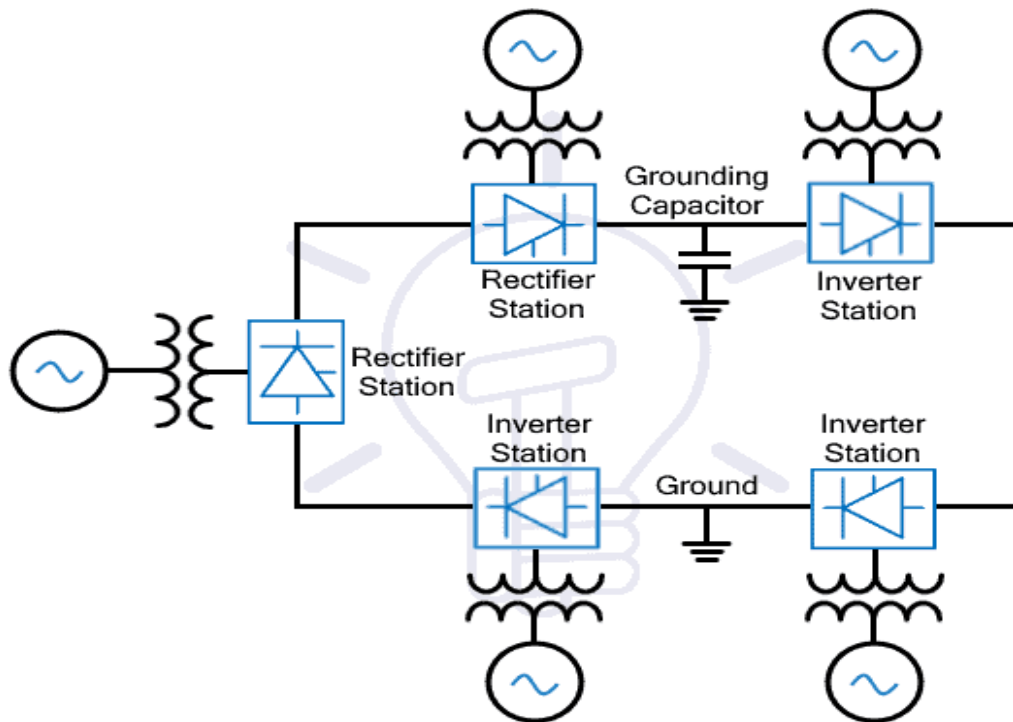 Grounding
Capacitor
Rectifier
Station
Inverter
Station
Rectifier
Station
Inverter
Station
Inverter
Station
Ground